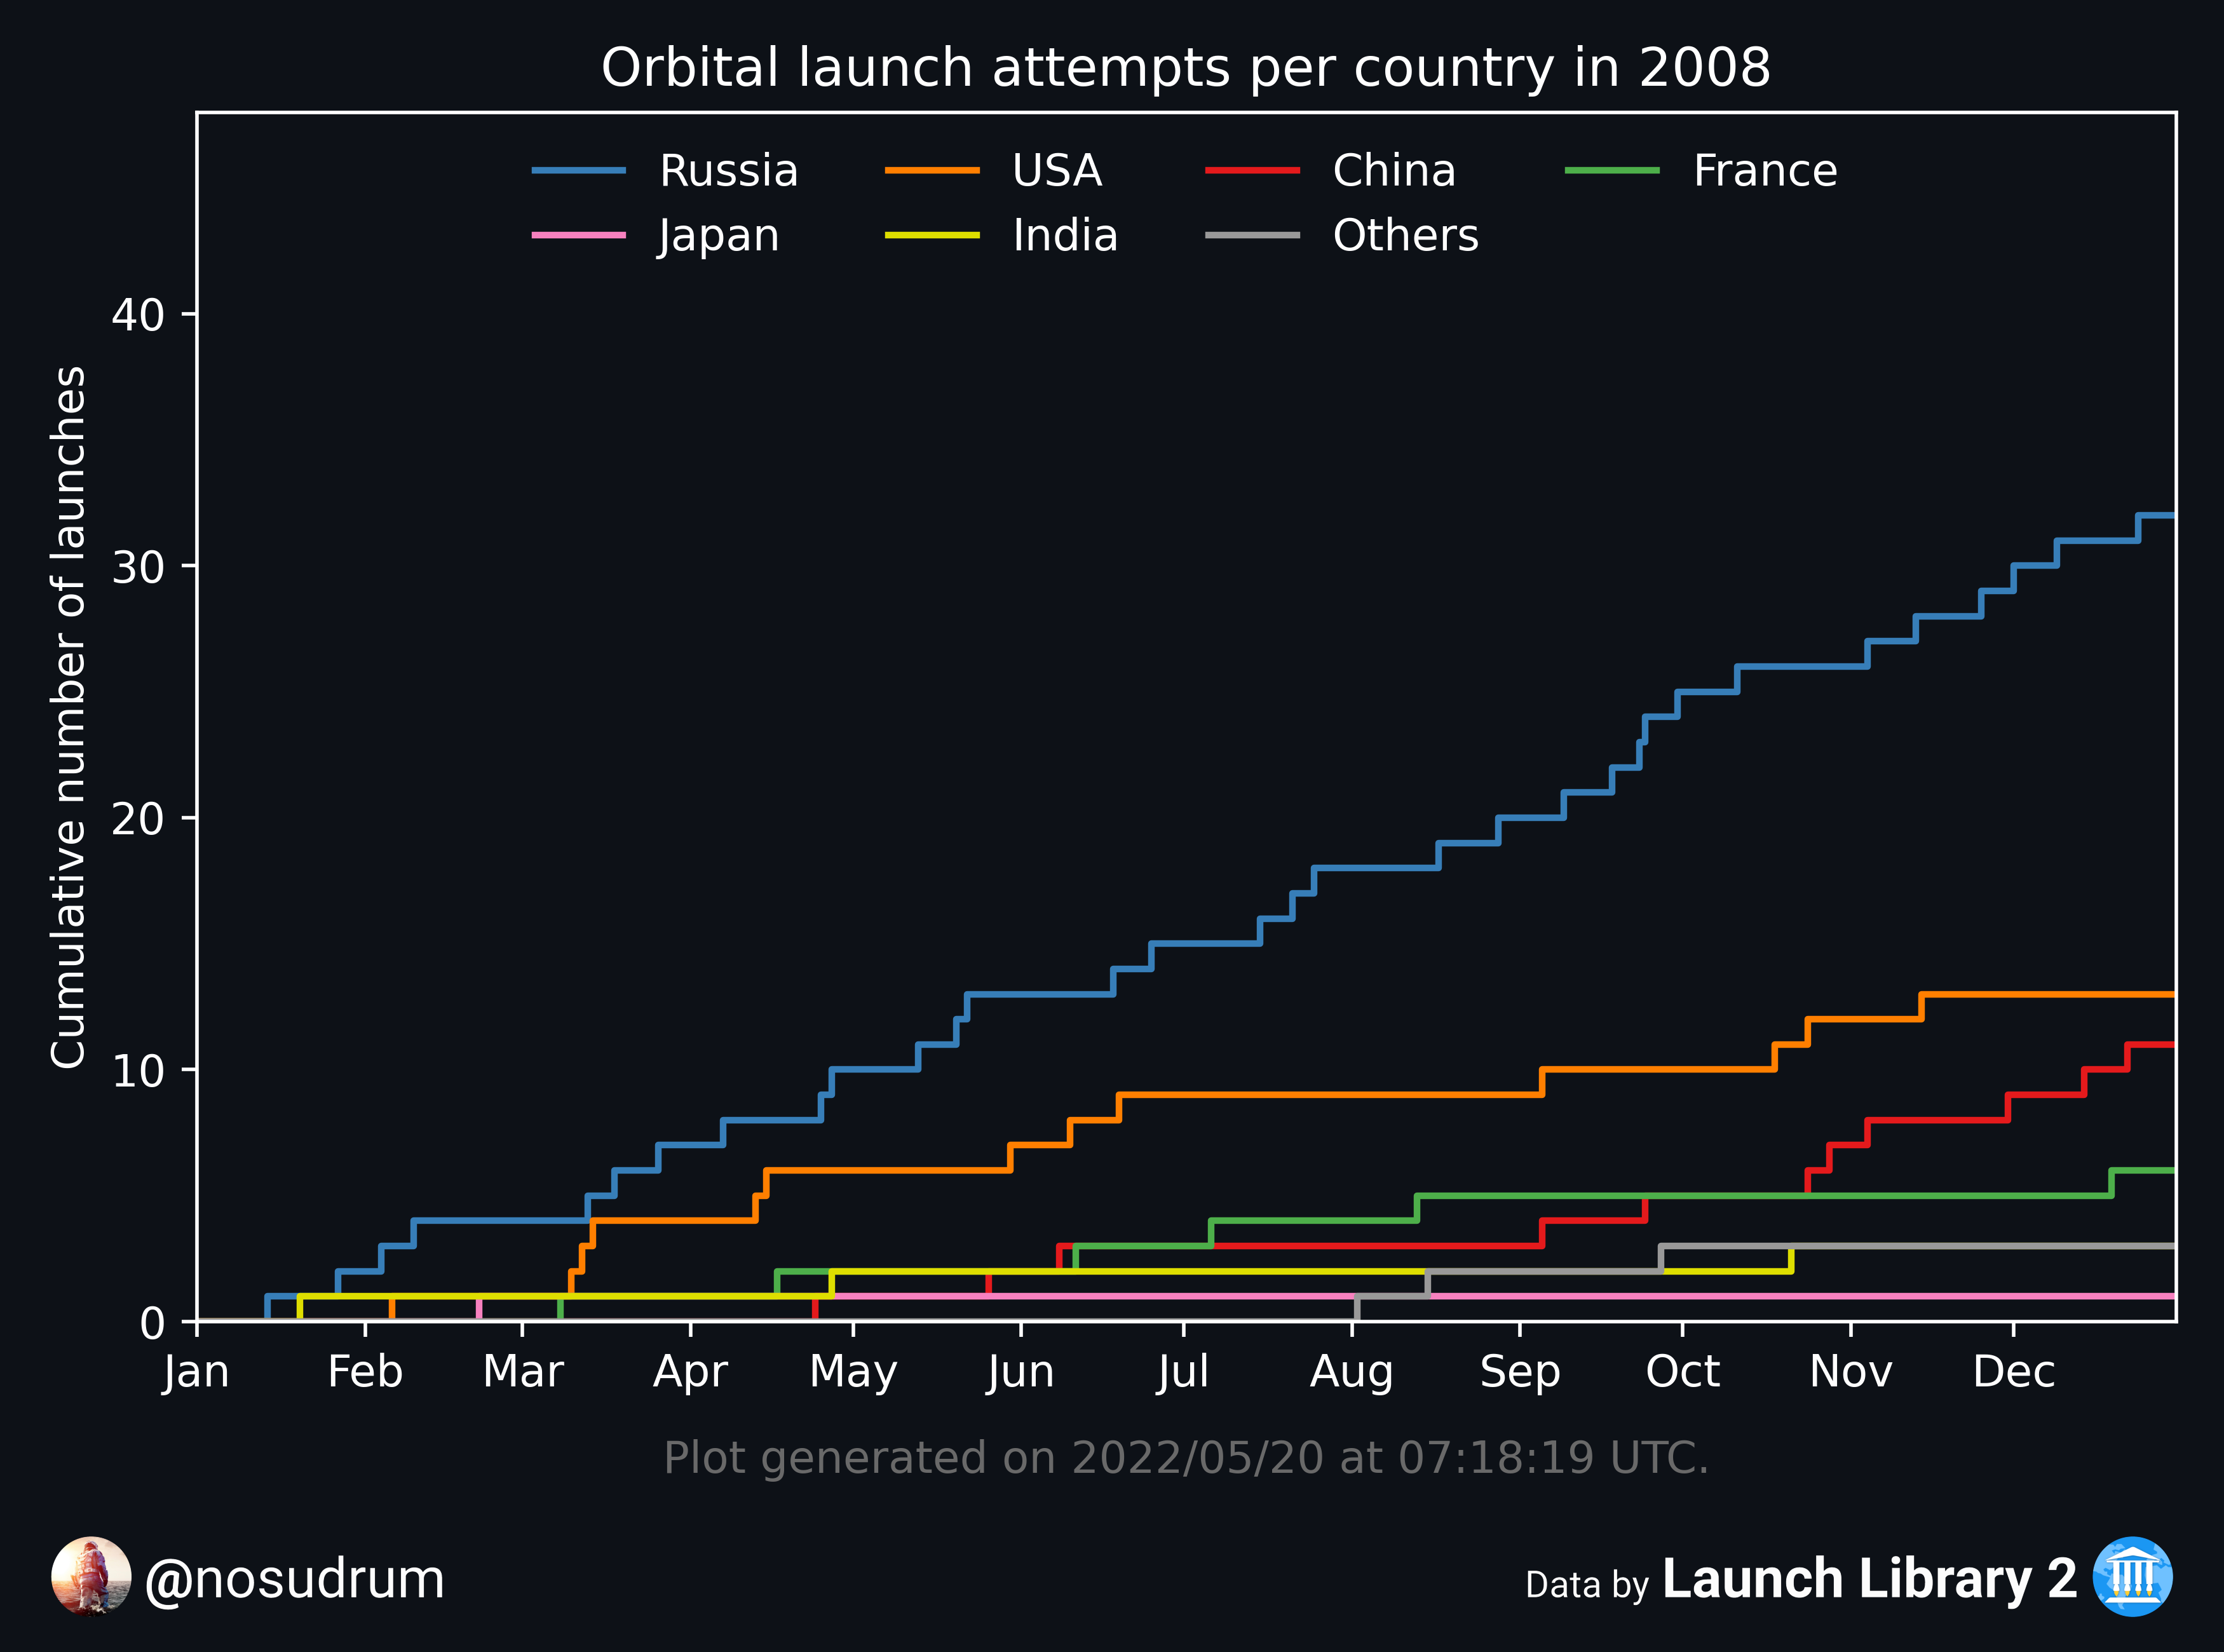 Orbital launch attempts per country in 2008
Russia USA China France
Japan India Others
Cumulative number of launches
40
30
20
10
0
Jan Feb Mar Apr May Jun Jul Aug Sep Oct Nov Dec
Plot generated on 2022/05/20 at 07:18:19 UTC.
@nosudrum
Data by Launch Library 2